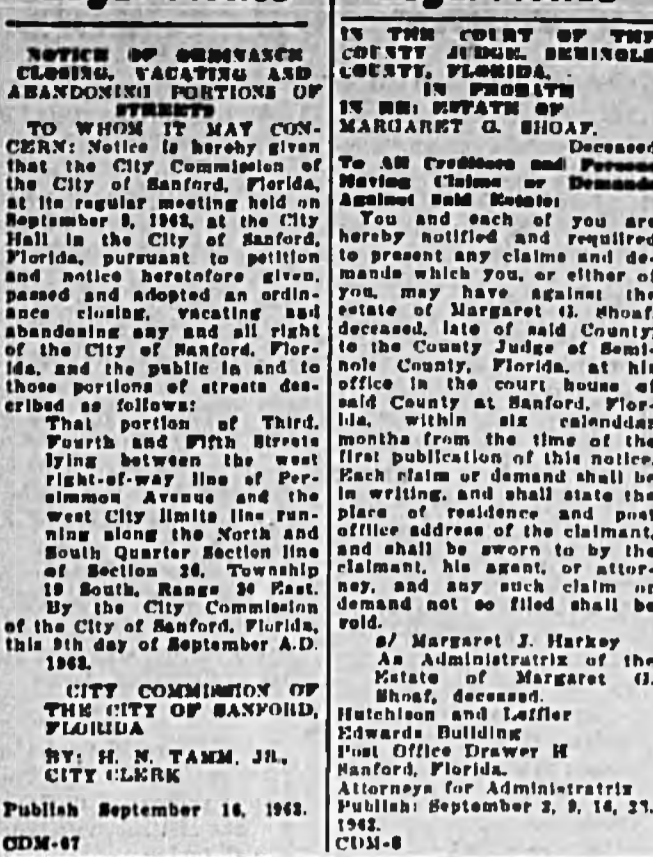 NOTICE OF ORDINANCE
CLOSING, VACATING AND
ABANDONING PORTIONS OF
STREETS
TO WHOM IT MAY CON-
CERN: Notice is hereby given
that the City Commission of
the City of Sanford, Florida,
at its regular meeting held on
September 9, 1963, at the City
Hall in the City of Sanford,
Florida, pursuant to petition
and notice heretofore given,
passed and adopted an ordin-
ance closing, vacating and
abandoning any and all right
of the City of Sanford, Flor-
ida, and the public in and to
those portions of streets des-
cribed as follows:
That portion of Third,
Fourth and Fifth Streets
lying between the west
right-of-way line of Per-
simmon Avenue and the
west City limits line run-
ning along the North and
South Quarter Section line
of Section 26, Township
19 South, Range 30 East.
By the City Commission
of the City of Sanford, Florida,
this 9th day of September A.D.
1963.
CITY COMMISSION OF
THE CITY OF SANFORD,
FLORIDA
BY: H. N. TAMM, JR.,
CITY CLERK
Publish September 16, 1963.
CDM-67
IN THE COURT OF THE
COUNTY JUDGE, SEMINOLE
COUNTY, FLORIDA.
IN PROBATE
IN RE: ESTATE OF
MARGARET G. SHOAF,
Deceased
To All Creditors and Persons
Having Claims or Demands
Against Said Estate:
You and each of you are
hereby notified and requiired
to present any claims and de-
mands which you, or either of
you, may have against the
estate of Margaret G. Shoaf,
deceased, late of said County,
to the County Judge of Semi-
nole County, Florida, at his
office in the court house of
said County at Sanford, Flor-
ida, within six calenddar
months from the time of the
first publication of this notice.
Each claim or demand shall be
in writing, and shall state the
place of residence and post
offiice address of the claimant,
and shall be sworn to by the
claimant, his agent, or attor-
ney, and any such claim or
demand not so filed shall be
void.
s/ Margaret J. Harkey
As Administratrix of the
Estate of Margaret G.
Shoaf, deceased.
Hutchison and Leffler
Edwards Building
Post Office Drawer H
Sanford, Florida.
Attorneys for Administratrix
Publish: September 2, 9, 16, 23,
1963.
CDM-8